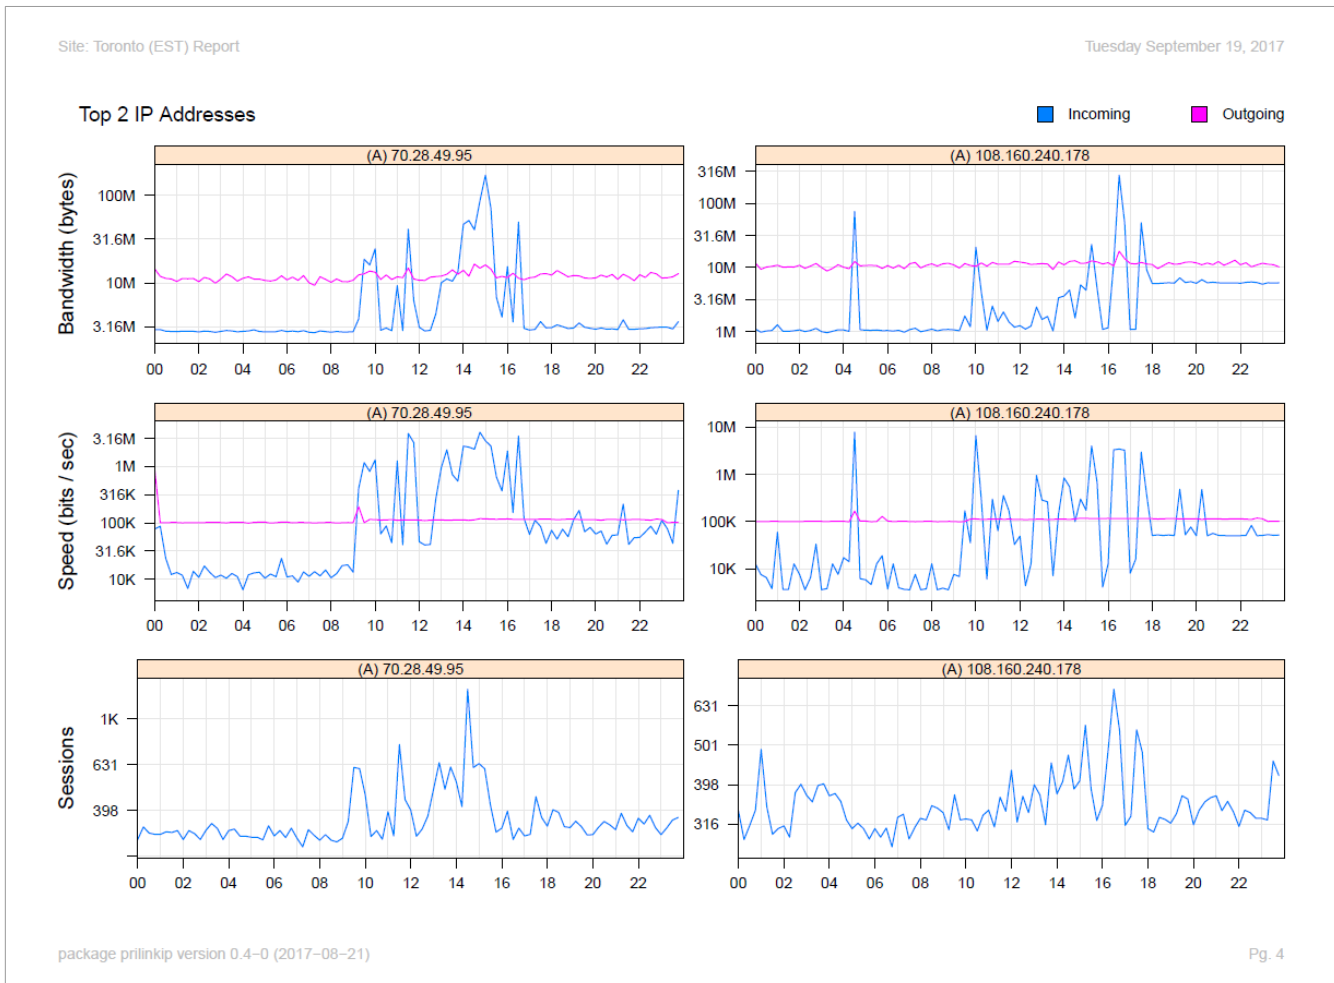 Site: Toronto (EST) Report
Tuesday September 19, 2017
Top 2 IP Addresses
Incoming
Outgoing
(A) 70.28.49.95
Bandwidth (bytes)
100M
31.6M
10M
3.16M
00 02 04 06 08 10 12 14 16 18 20 22
(A) 108.160.240.178
316M
100M
31.6M
10M
3.16M
1M
00 02 04 06 08 10 12 14 16 18 20 22
(A) 70.28.49.95
Speed (bits / sec)
3.16M
1M
316K
100K
31.6K
10K
00 02 04 06 08 10 12 14 16 18 20 22
(A) 108.160.240.178
10M
1M
100K
10K
00 02 04 06 08 10 12 14 16 18 20 22
(A) 70.28.49.95
Sessions
1K
631
398
00 02 04 06 08 10 12 14 16 18 20 22
(A) 108.160.240.178
631
501
398
316
00 02 04 06 08 10 12 14 16 18 20 22
package prilinkip version 0.4−0 (2017−08−21)
Pg. 4